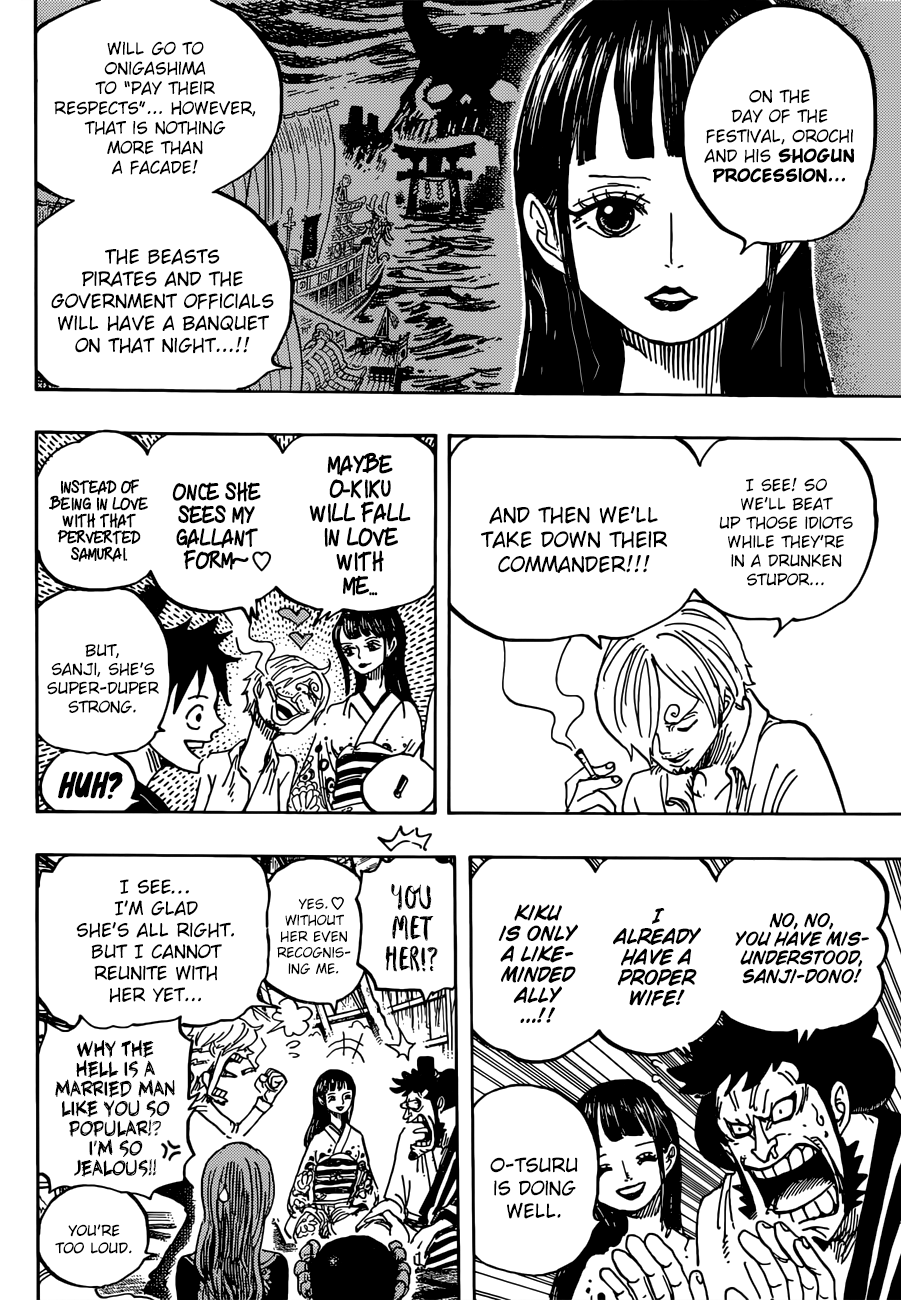 ON THE
DAY OF THE
FESTIVAL, OROCHI
AND HIS SHOGUN
PROCESSION...
WILL GO TO
ONIGASHIMA
TO "PAY THEIR
RESPECTS"... HOWEVER,
THAT IS NOTHING
MORE THAN
A FACADE!
THE BEASTS
PIRATES AND THE
GOVERNMENT OFFICIALS
WILL HAVE A BANQUET
ON THAT NIGHT...!!
I SEE! SO
WE'LL BEAT
UP THOSE IDIOTS
WHILE THEY'RE
IN A DRUNKEN
STUPOR...
AND THEN WE'LL
TAKE DOWN THEIR
COMMANDER!!!
MAYBE
O-KIKU
WILL FALL
IN LOVE
WITH
ME...
ONCE SHE
SEES MY
GALLANT
FORM~♡
INSTEAD OF
BEING IN LOVE
WITH THAT
PERVERTED
SAMURAI.
!
BUT,
SANJI, SHE'S
SUPER-DUPER
STRONG.
HUH?
NO, NO,
YOU HAVE MIS-
UNDERSTOOD,
SANJI-DONO!
I
ALREADY
HAVE A
PROPER
WIFE!
KIKU
IS ONLY
A LIKE-
MINDED
ALLY
...!!
O-TSURU
IS DOING
WELL.
YOU
MET
HER!?
YES.♡
WITHOUT
HER EVEN
RECOGNIS-
ING ME.
I SEE...
I'M GLAD
SHE'S ALL RIGHT.
BUT I CANNOT
REUNITE WITH
HER YET...
WHY THE
HELL IS A
MARRIED MAN
LIKE YOU SO
POPULAR!?
I'M SO
JEALOUS!!
YOU'RE
TOO LOUD.